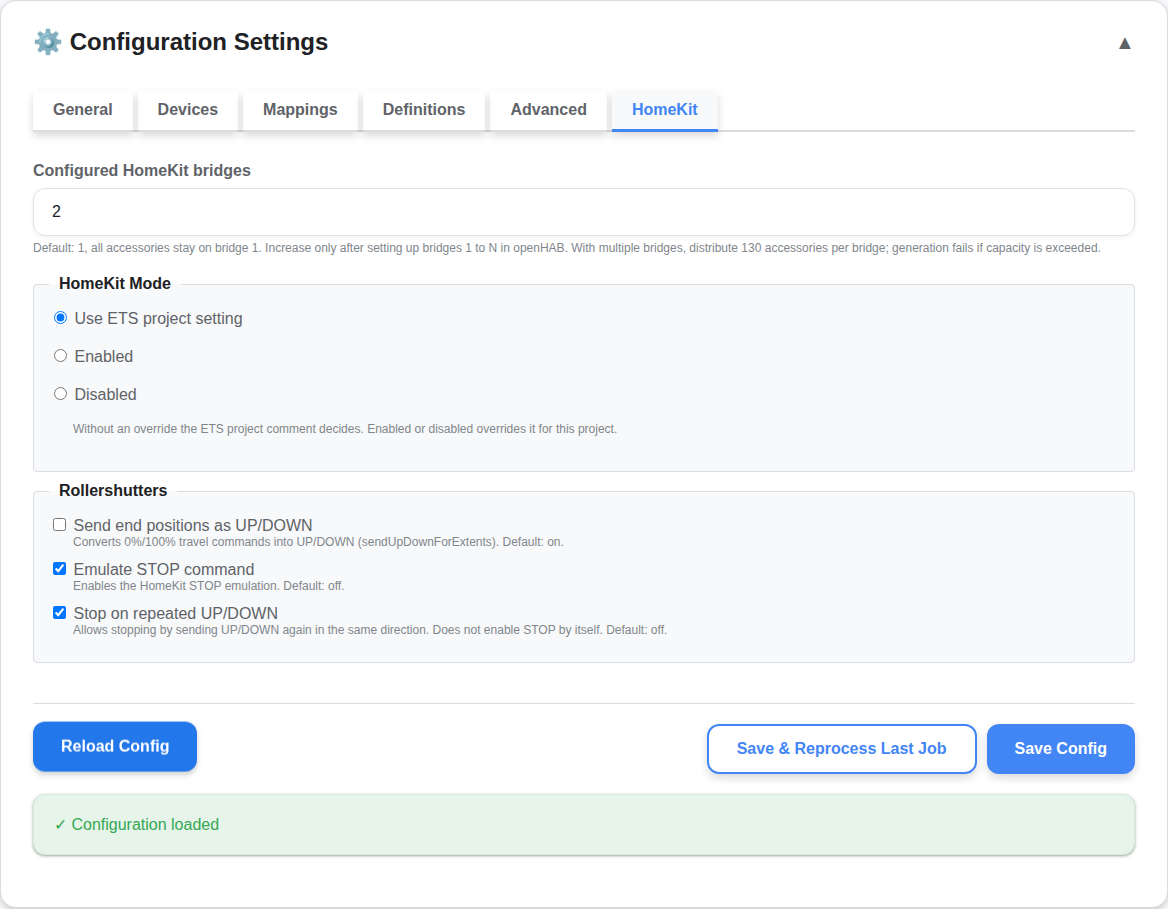 ⚙️ Configuration Settings ▲
General Devices Mappings Definitions Advanced HomeKit
Configured HomeKit bridges
2
Default: 1, all accessories stay on bridge 1. Increase only after setting up bridges 1 to N in openHAB. With multiple bridges, distribute 130 accessories per bridge; generation fails if capacity is exceeded.
HomeKit Mode
Use ETS project setting
Enabled
Disabled
Without an override the ETS project comment decides. Enabled or disabled overrides it for this project.
Rollershutters
Send end positions as UP/DOWN
Converts 0%/100% travel commands into UP/DOWN (sendUpDownForExtents). Default: on.
Emulate STOP command
Enables the HomeKit STOP emulation. Default: off.
Stop on repeated UP/DOWN
Allows stopping by sending UP/DOWN again in the same direction. Does not enable STOP by itself. Default: off.
Reload Config Save & Reprocess Last Job Save Config
✓ Configuration loaded